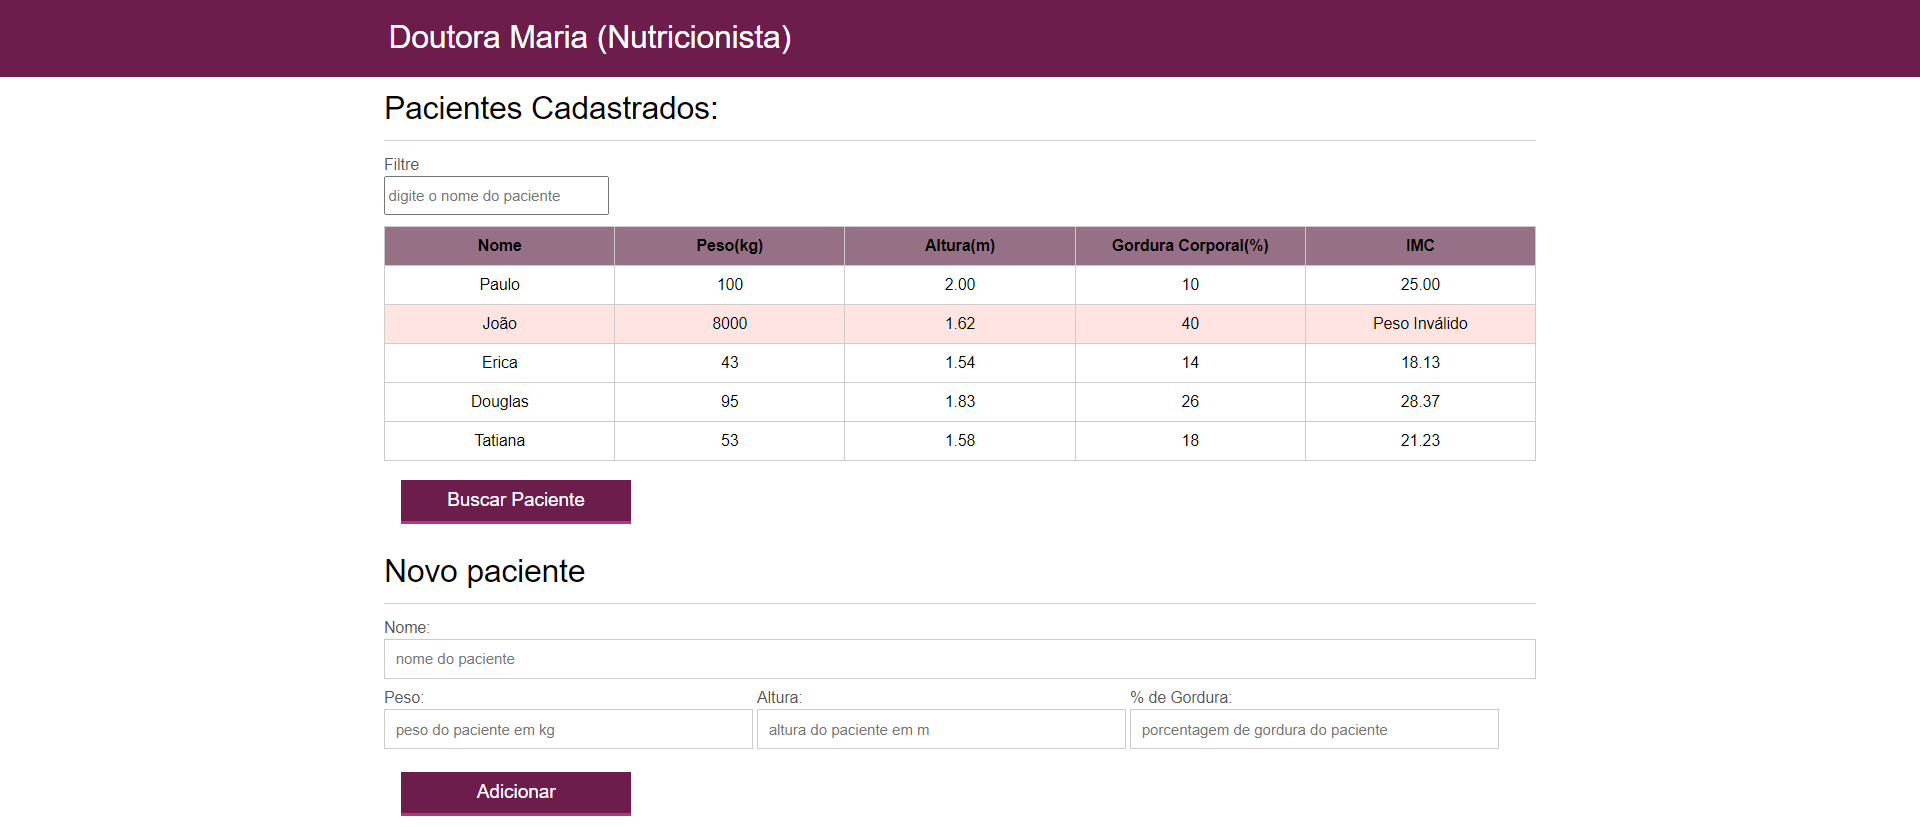 Doutora Maria (Nutricionista)
Pacientes Cadastrados:
Filtre
digite o nome do paciente
Nome Peso(kg) Altura(m) Gordura Corporal(%) IMC
Paulo 100 2.00 10 25.00
João 8000 1.62 40 Peso Inválido
Erica 43 1.54 14 18.13
Douglas 95 1.83 26 28.37
Tatiana 53 1.58 18 21.23
Buscar Paciente
Novo paciente
Nome:
nome do paciente
Peso: Altura: % de Gordura:
peso do paciente em kg altura do paciente em m porcentagem de gordura do paciente
Adicionar